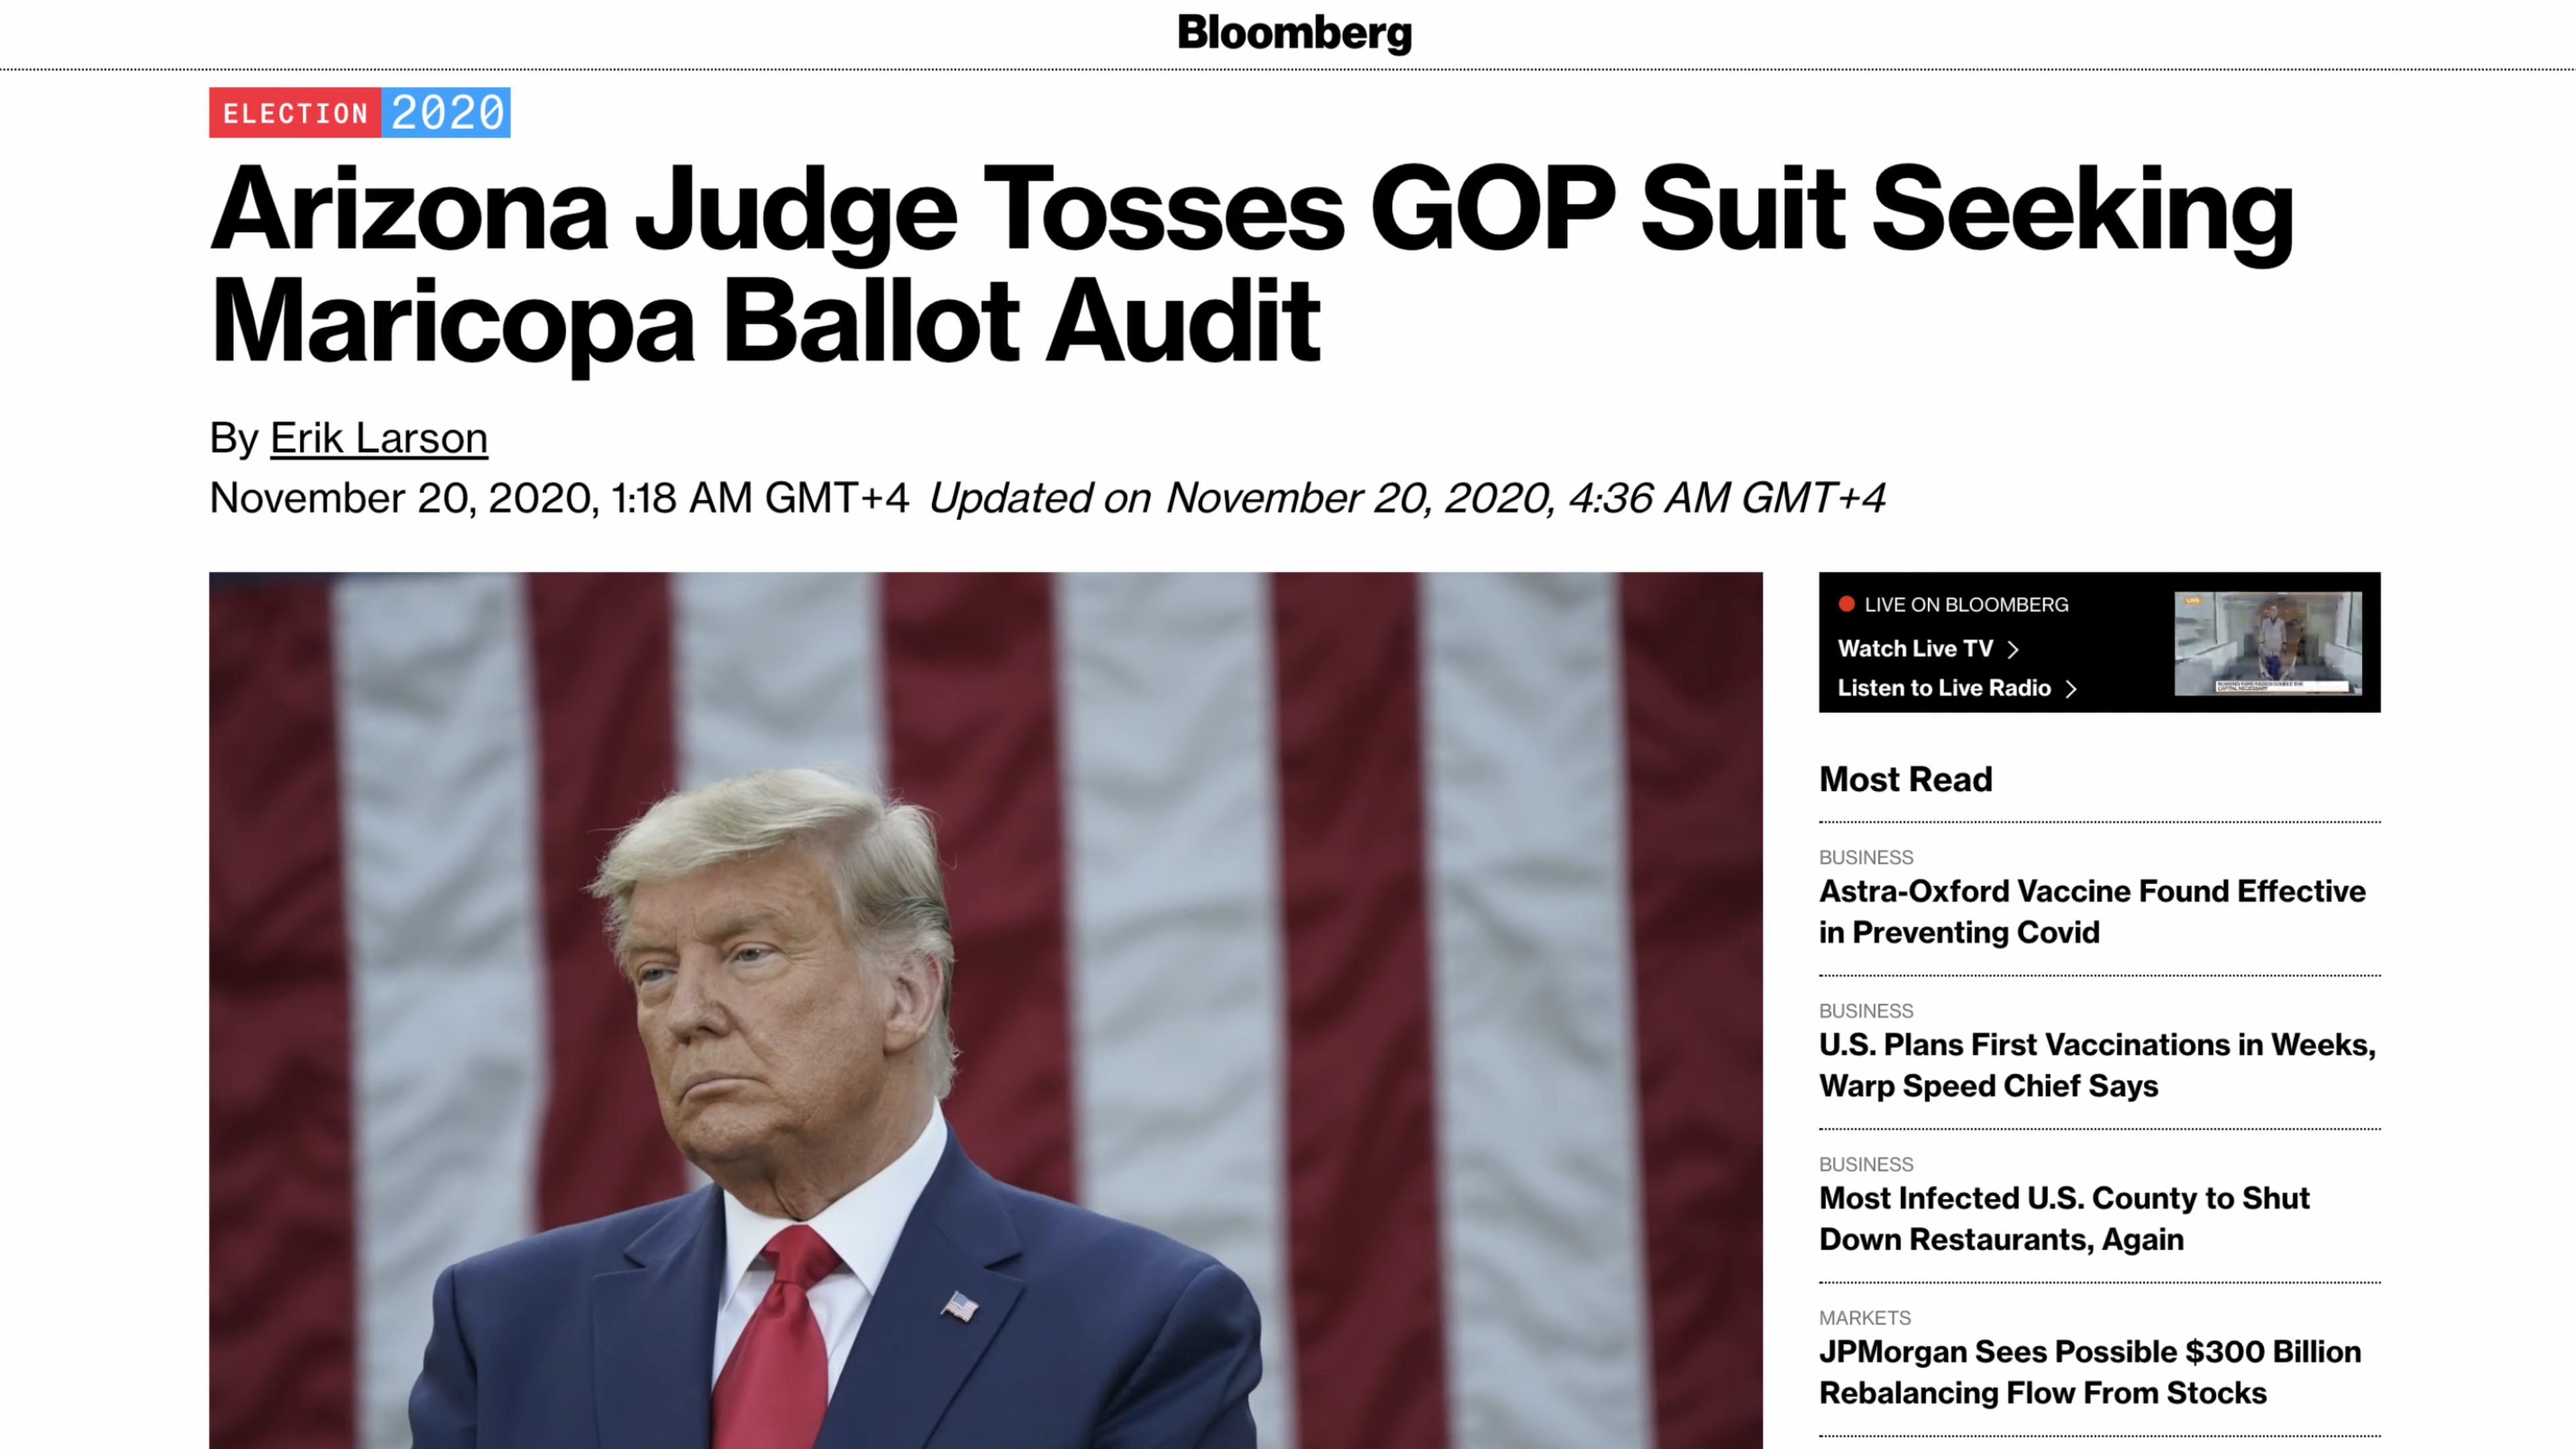 Bloomberg
ELECTION 2020
Arizona Judge Tosses GOP Suit Seeking
Maricopa Ballot Audit
By Erik Larson
November 20, 2020, 1:18 AM GMT+4 Updated on November 20, 2020, 4:36 AM GMT+4
LIVE ON BLOOMBERG
Watch Live TV
Listen to Live Radio
LIVE
Most Read
BUSINESS
Astra-Oxford Vaccine Found Effective
in Preventing Covid
BUSINESS
U.S. Plans First Vaccinations in Weeks,
Warp Speed Chief Says
BUSINESS
Most Infected U.S. County to Shut
Down Restaurants, Again
MARKETS
JPMorgan Sees Possible $300 Billion
Rebalancing Flow From Stocks